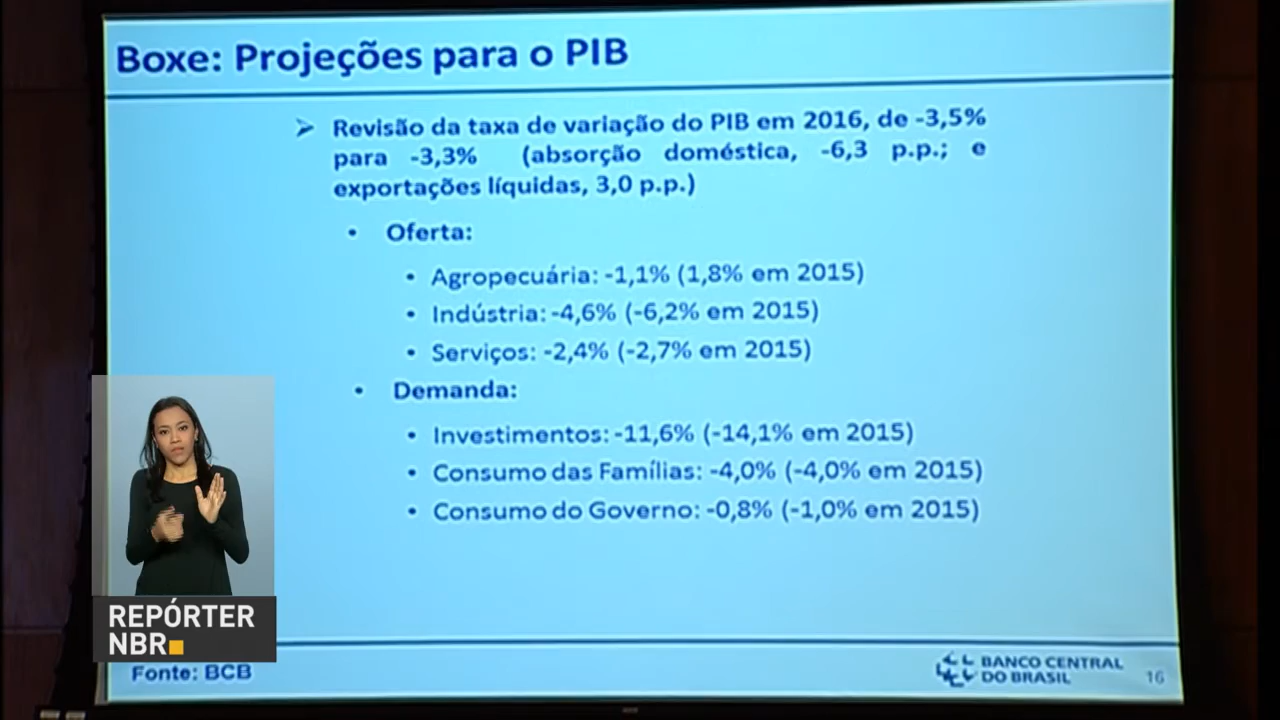 Boxe: Projeções para o PIB
➢ Revisão da taxa de variação do PIB em 2016, de -3,5%
para -3,3% (absorção doméstica, -6,3 p.p.; e
exportações líquidas, 3,0 p.p.)
• Oferta:
• Agropecuária: -1,1% (1,8% em 2015)
• Indústria: -4,6% (-6,2% em 2015)
• Serviços: -2,4% (-2,7% em 2015)
• Demanda:
• Investimentos: -11,6% (-14,1% em 2015)
• Consumo das Famílias: -4,0% (-4,0% em 2015)
• Consumo do Governo: -0,8% (-1,0% em 2015)
REPÓRTER
NBR
Fonte: BCB
BANCO CENTRAL
DO BRASIL
16